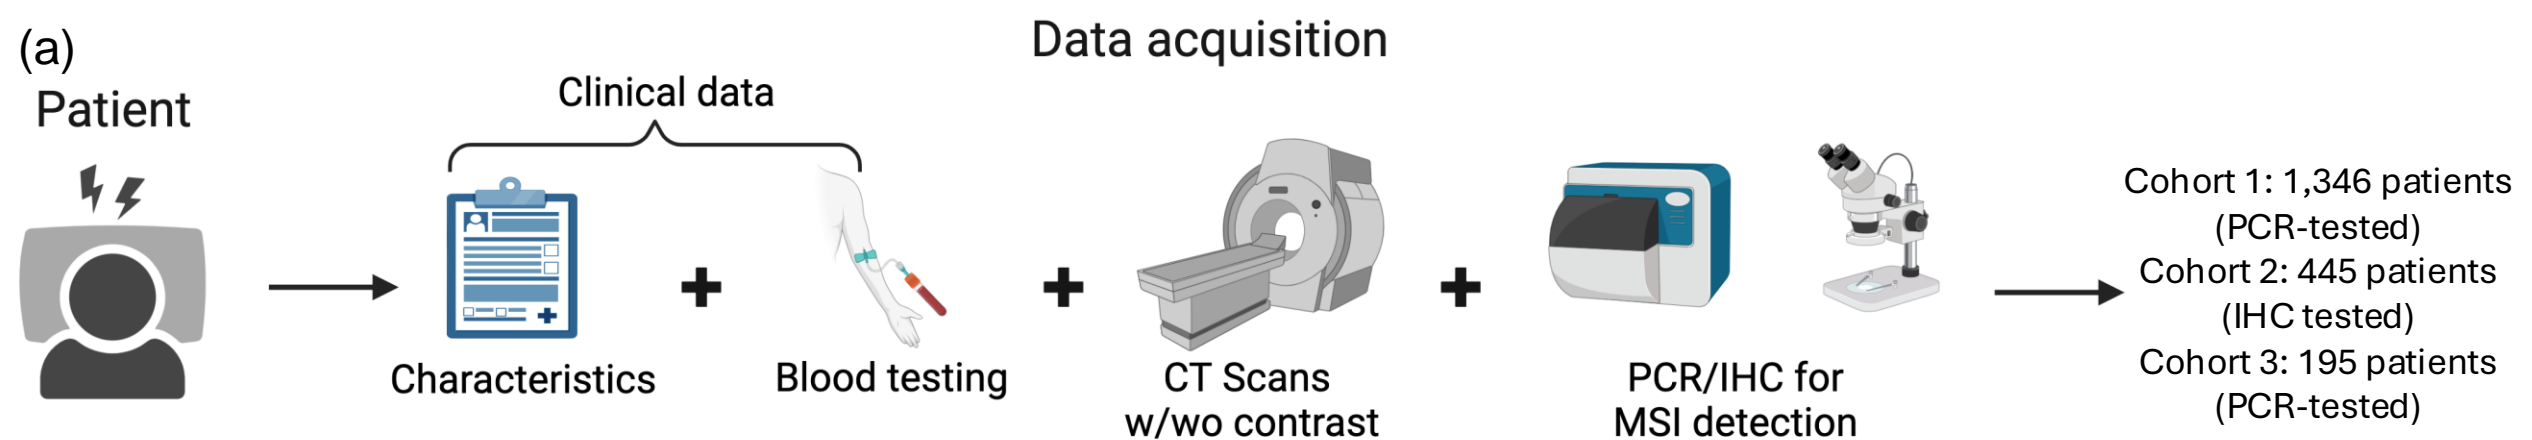 (a)
Data acquisition
Patient
Clinical data
Characteristics
Blood testing
CT Scans
w/wo contrast
PCR/IHC for
MSI detection
Cohort 1: 1,346 patients
(PCR-tested)
Cohort 2: 445 patients
(IHC tested)
Cohort 3: 195 patients
(PCR-tested)